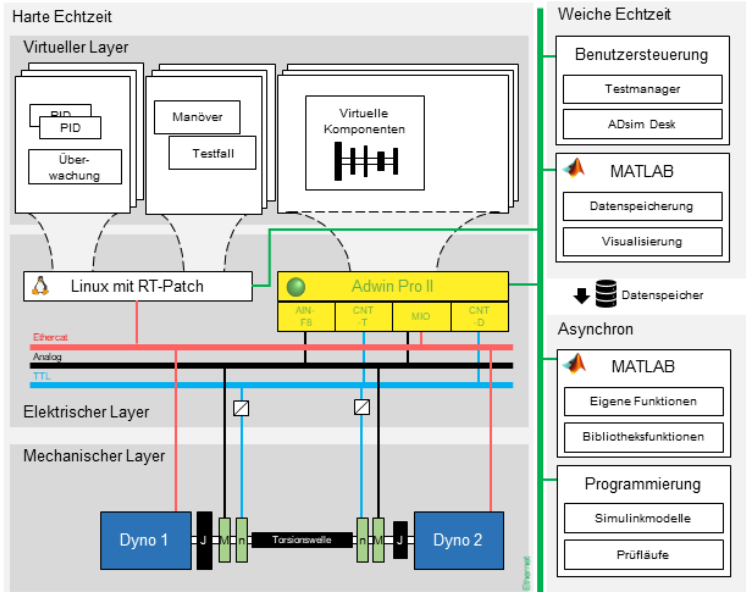 Harte Echtzeit
Virtueller Layer
PID
PID
Über-
wachung
Manöver
Testfall
Virtuelle
Komponenten
Linux mit RT-Patch
Adwin Pro II
AIN-
F8
CNT
-T
MIO
CNT
-D
Ethercat
Analog
TTL
Elektrischer Layer
Mechanischer Layer
Dyno 1
J
M
n
Torsionswelle
n
M
J
Dyno 2
Ethernet
Weiche Echtzeit
Benutzersteuerung
Testmanager
ADsim Desk
MATLAB
Datenspeicherung
Visualisierung
Datenspeicher
Asynchron
MATLAB
Eigene Funktionen
Bibliotheksfunktionen
Programmierung
Simulinkmodelle
Prüfläufe